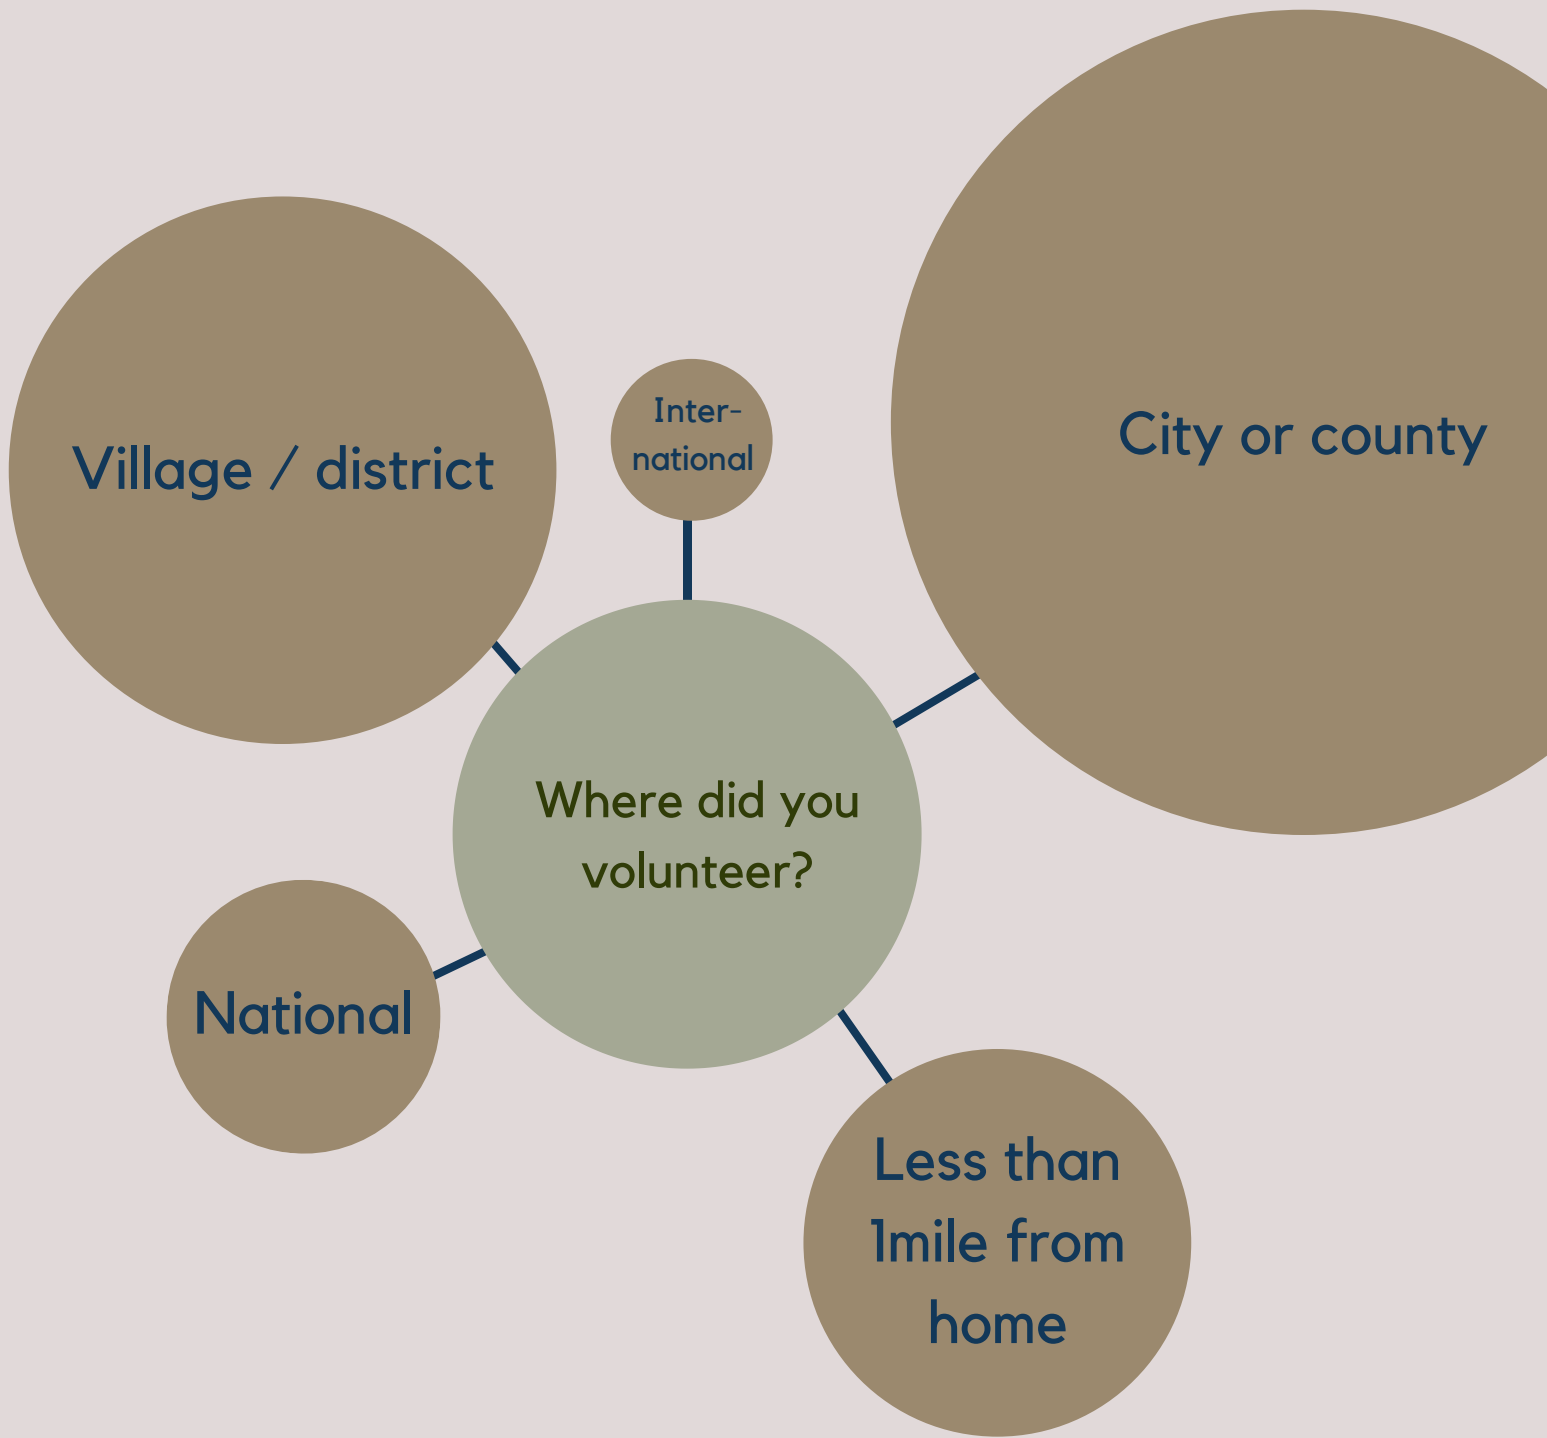 Village / district
Inter-
national
City or county
Where did you
volunteer?
National
Less than
1mile from
home